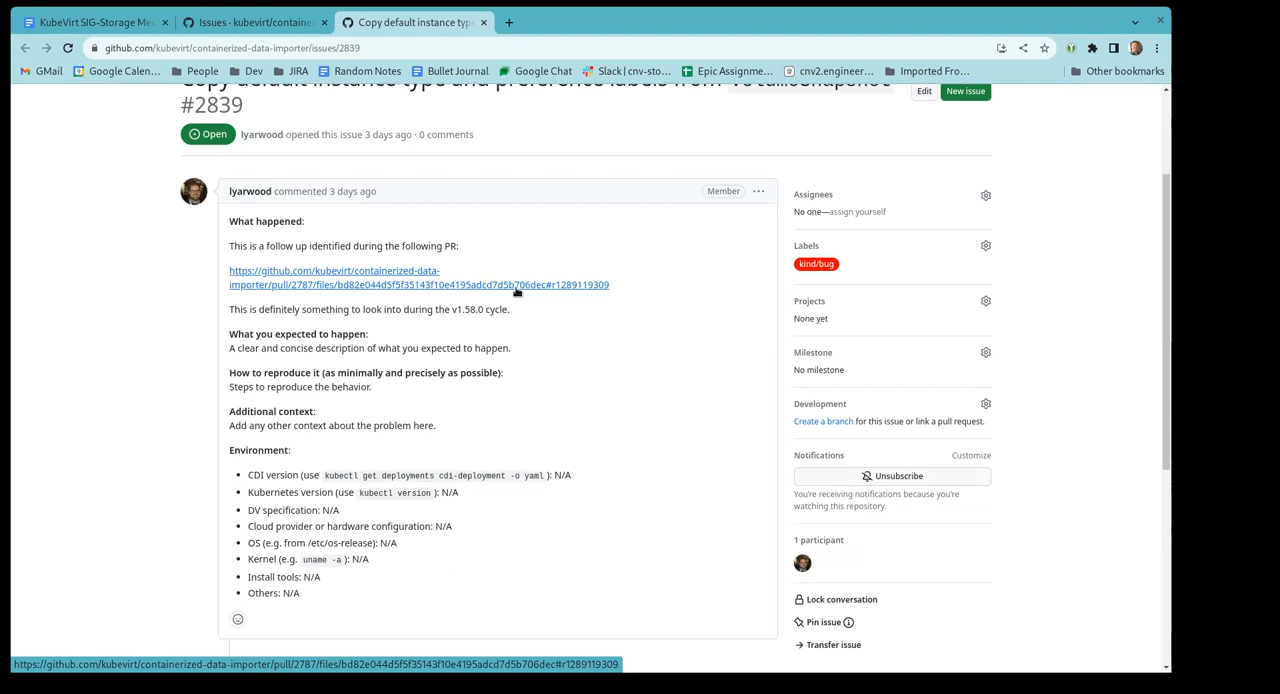 KubeVirt SIG-Storage Me
Issues · kubevirt/containe
Copy default instance typ
github.com/kubevirt/containerized-data-importer/issues/2839
GMail
Google Calen...
People
Dev
JIRA
Random Notes
Bullet Journal
Google Chat
Slack | cnv-sto...
Epic Assignme...
cnv2.engineer...
Imported Fro...
Other bookmarks
Copy default instance type and preference labels from VolumeSnapshot
#2839
Edit
New issue
Open
lyarwood opened this issue 3 days ago · 0 comments
lyarwood commented 3 days ago
Member
What happened:
This is a follow up identified during the following PR:
https://github.com/kubevirt/containerized-data-
importer/pull/2787/files/bd82e044d5f5f35143f10e4195adcd7d5b706dec#r1289119309
This is definitely something to look into during the v1.58.0 cycle.
What you expected to happen:
A clear and concise description of what you expected to happen.
How to reproduce it (as minimally and precisely as possible):
Steps to reproduce the behavior.
Additional context:
Add any other context about the problem here.
Environment:
• CDI version (use kubectl get deployments cdi-deployment -o yaml ): N/A
• Kubernetes version (use kubectl version ): N/A
• DV specification: N/A
• Cloud provider or hardware configuration: N/A
• OS (e.g. from /etc/os-release): N/A
• Kernel (e.g. uname -a ): N/A
• Install tools: N/A
• Others: N/A
Assignees
No one—assign yourself
Labels
kind/bug
Projects
None yet
Milestone
No milestone
Development
Create a branch for this issue or link a pull request.
Notifications
Customize
Unsubscribe
You're receiving notifications because you're
watching this repository.
1 participant
Lock conversation
Pin issue
Transfer issue
https://github.com/kubevirt/containerized-data-importer/pull/2787/files/bd82e044d5f5f35143f10e4195adcd7d5b706dec#r1289119309